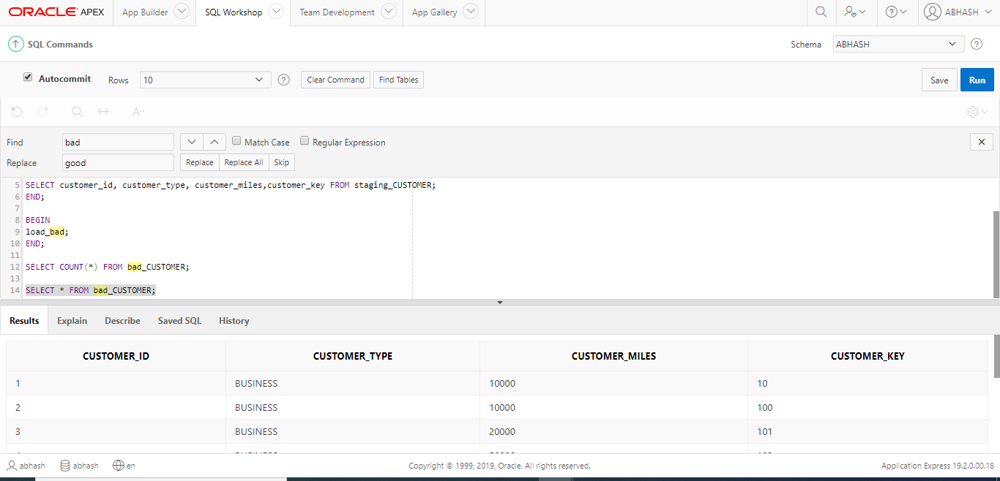 ORACLE APEX App Builder SQL Workshop Team Development App Gallery ABHASH
SQL Commands Schema ABHASH
Autocommit Rows 10 Clear Command Find Tables Save Run
Find bad Match Case Regular Expression
Replace good Replace Replace All Skip
5 SELECT customer_id, customer_type, customer_miles,customer_key FROM staging_CUSTOMER;
6 END;
7
8 BEGIN
9 load_bad;
10 END;
11
12 SELECT COUNT(*) FROM bad_CUSTOMER;
13
14 SELECT * FROM bad_CUSTOMER;
Results Explain Describe Saved SQL History
CUSTOMER_ID CUSTOMER_TYPE CUSTOMER_MILES CUSTOMER_KEY
1 BUSINESS 10000 10
2 BUSINESS 10000 100
3 BUSINESS 20000 101
abhash abhash en Copyright © 1999, 2019, Oracle. All rights reserved. Application Express 19.2.0.00.18